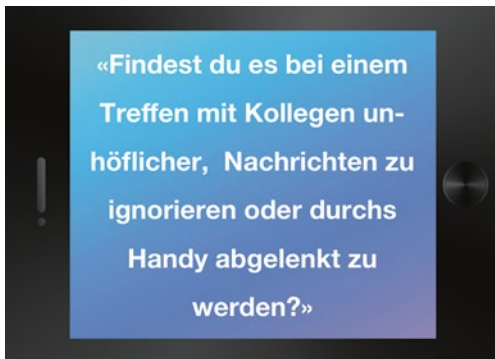 «Findest du es bei einem
Treffen mit Kollegen un-
höflicher, Nachrichten zu
ignorieren oder durchs
Handy abgelenkt zu
werden?»